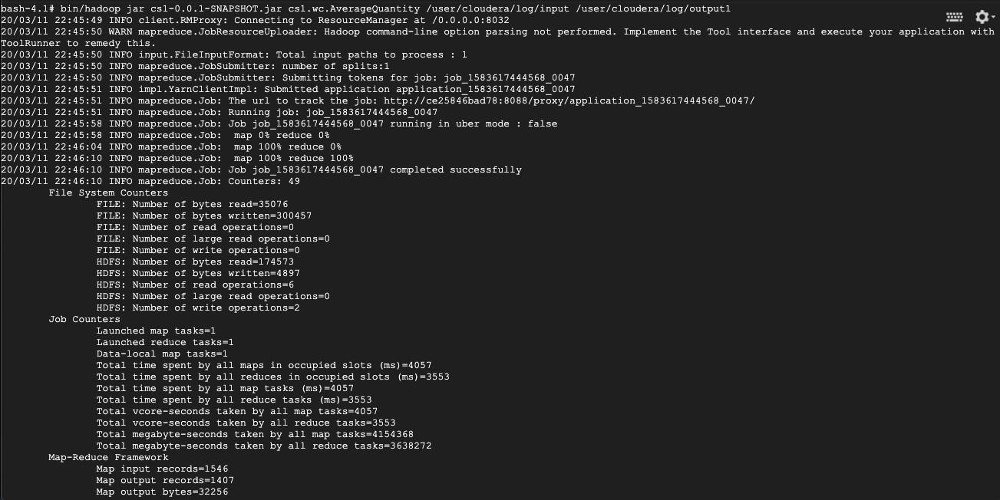 bash-4.1# bin/hadoop jar cs1-0.0.1-SNAPSHOT.jar cs1.wc.AverageQuantity /user/cloudera/log/input /user/cloudera/log/output1
20/03/11 22:45:49 INFO client.RMProxy: Connecting to ResourceManager at /0.0.0.0:8032
20/03/11 22:45:50 WARN mapreduce.JobResourceUploader: Hadoop command-line option parsing not performed. Implement the Tool interface and execute your application with
ToolRunner to remedy this.
20/03/11 22:45:50 INFO input.FileInputFormat: Total input paths to process : 1
20/03/11 22:45:50 INFO mapreduce.JobSubmitter: number of splits:1
20/03/11 22:45:50 INFO mapreduce.JobSubmitter: Submitting tokens for job: job_1583617444568_0047
20/03/11 22:45:50 INFO impl.YarnClientImpl: Submitted application application_1583617444568_0047
20/03/11 22:45:51 INFO mapreduce.Job: The url to track the job: http://ce25846bad78:8088/proxy/application_1583617444568_0047/
20/03/11 22:45:51 INFO mapreduce.Job: Running job: job_1583617444568_0047
20/03/11 22:45:58 INFO mapreduce.Job: Job job_1583617444568_0047 running in uber mode : false
20/03/11 22:45:58 INFO mapreduce.Job:  map 0% reduce 0%
20/03/11 22:46:04 INFO mapreduce.Job:  map 100% reduce 0%
20/03/11 22:46:10 INFO mapreduce.Job:  map 100% reduce 100%
20/03/11 22:46:10 INFO mapreduce.Job: Job job_1583617444568_0047 completed successfully
20/03/11 22:46:10 INFO mapreduce.Job: Counters: 49
File System Counters
FILE: Number of bytes read=35076
FILE: Number of bytes written=300457
FILE: Number of read operations=0
FILE: Number of large read operations=0
FILE: Number of write operations=0
HDFS: Number of bytes read=174573
HDFS: Number of bytes written=4897
HDFS: Number of read operations=6
HDFS: Number of large read operations=0
HDFS: Number of write operations=2
Job Counters
Launched map tasks=1
Launched reduce tasks=1
Data-local map tasks=1
Total time spent by all maps in occupied slots (ms)=4057
Total time spent by all reduces in occupied slots (ms)=3553
Total time spent by all map tasks (ms)=4057
Total time spent by all reduce tasks (ms)=3553
Total vcore-seconds taken by all map tasks=4057
Total vcore-seconds taken by all reduce tasks=3553
Total megabyte-seconds taken by all map tasks=4154368
Total megabyte-seconds taken by all reduce tasks=3638272
Map-Reduce Framework
Map input records=1546
Map output records=1407
Map output bytes=32256